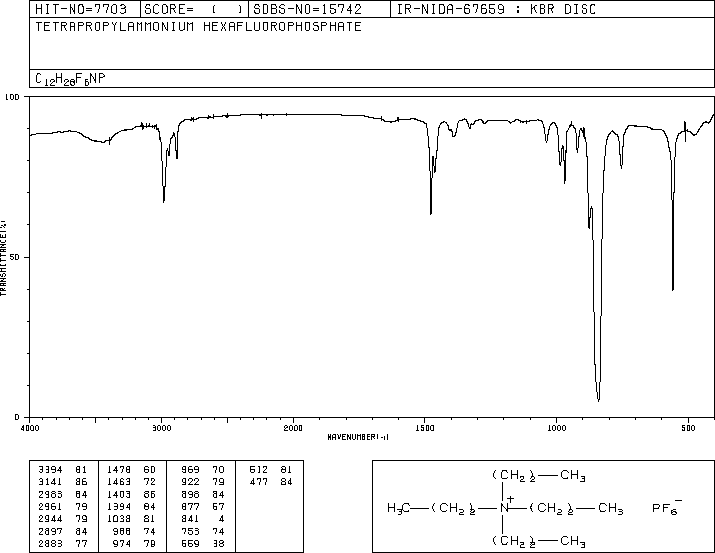 HIT-NO=7703 SCORE= ( ) SDBS-NO=15742 IR-NIDA-67659 : KBR DISC
TETRAPROPYLAMMONIUM HEXAFLUOROPHOSPHATE
C12H28F6NP
100
50
0
TRANSMITTANCE(%)
4000 3000 2000 1500 1000 500
WAVENUMBER(-1)
3394 81 1478 60 969 70 512 81
3141 86 1463 72 922 79 477 84
2983 64 1403 86 898 84
2961 79 1394 84 877 57
2944 79 1038 81 841 4
2897 84 988 74 753 74
2883 77 974 79 559 38
(CH2)2—CH3
H3C—(CH2)2—N+—(CH2)2—CH3 PF6−
(CH2)2—CH3